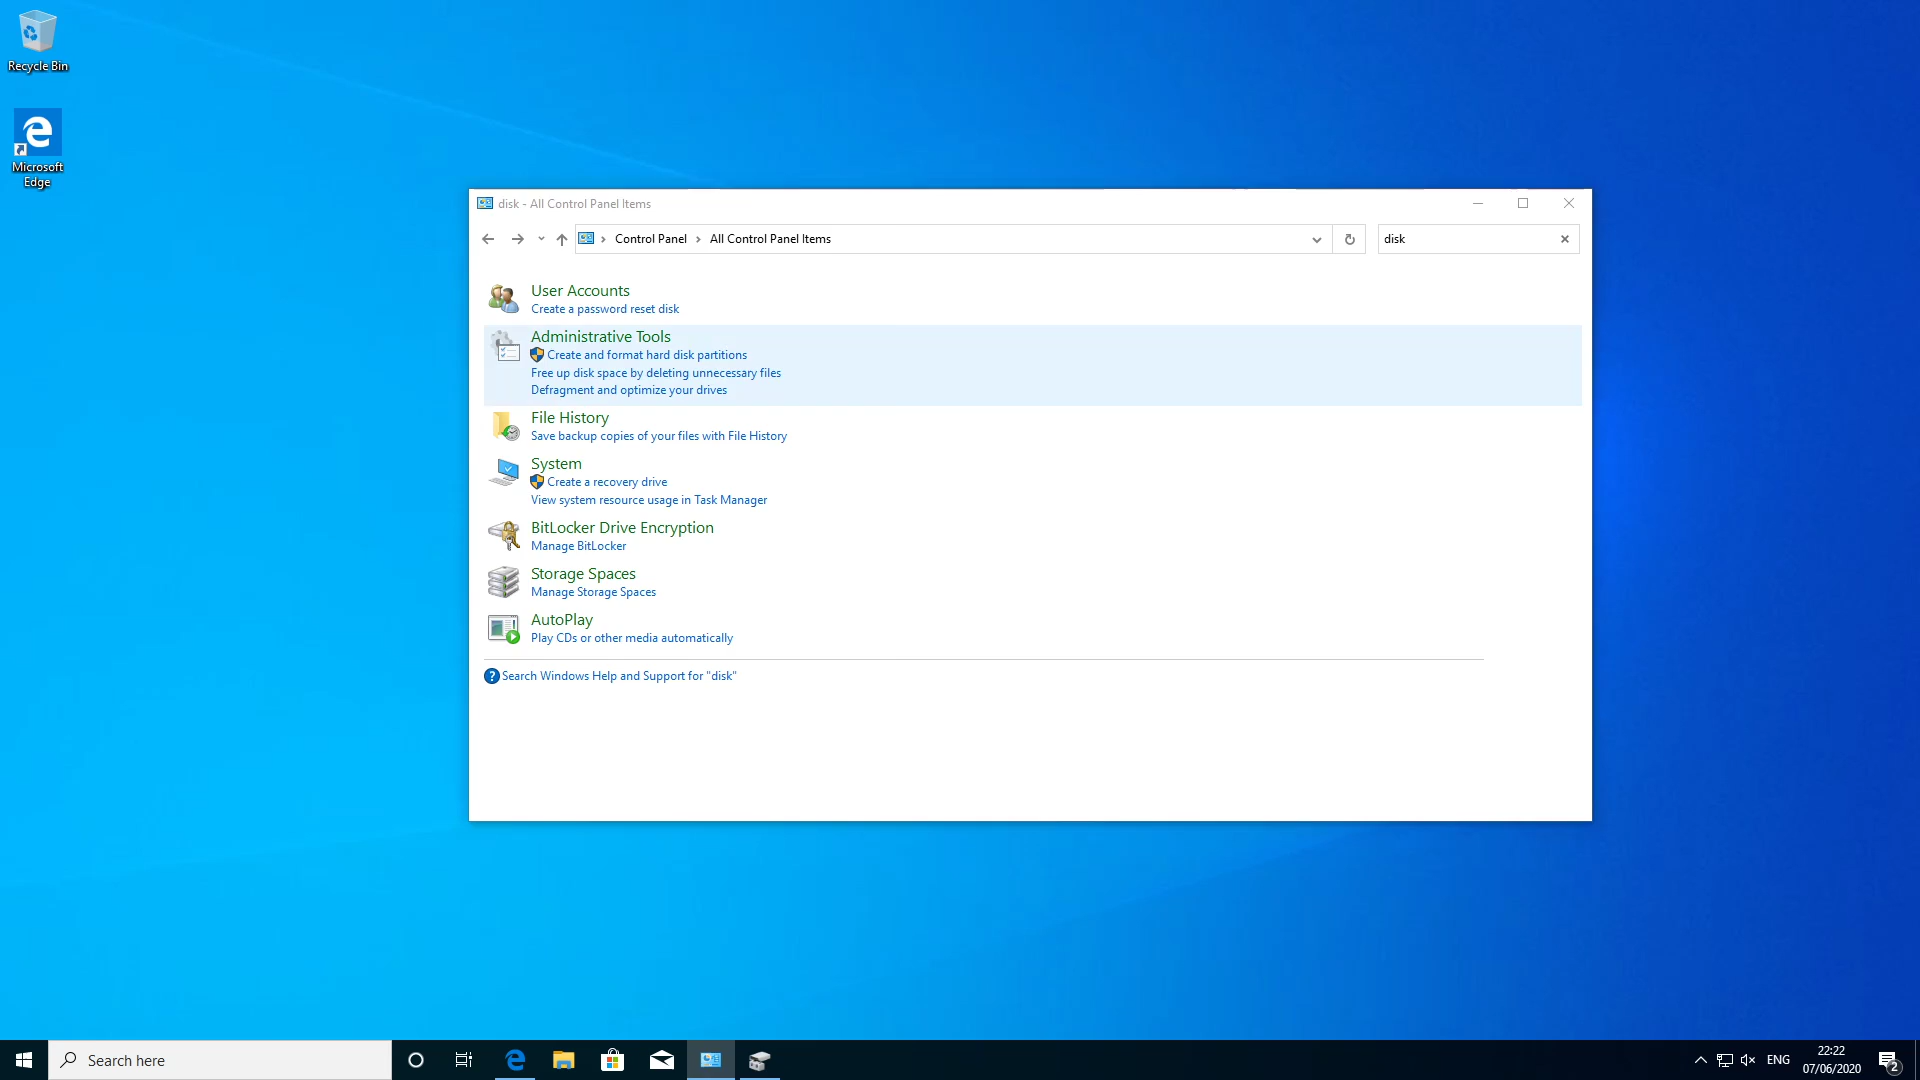 Recycle Bin
Microsoft
Edge
disk - All Control Panel Items
Control Panel
All Control Panel Items
disk
User Accounts
Create a password reset disk
Administrative Tools
Create and format hard disk partitions
Free up disk space by deleting unnecessary files
Defragment and optimize your drives
File History
Save backup copies of your files with File History
System
Create a recovery drive
View system resource usage in Task Manager
BitLocker Drive Encryption
Manage BitLocker
Storage Spaces
Manage Storage Spaces
AutoPlay
Play CDs or other media automatically
Search Windows Help and Support for "disk"
Search here
ENG
22:22
07/06/2020
2